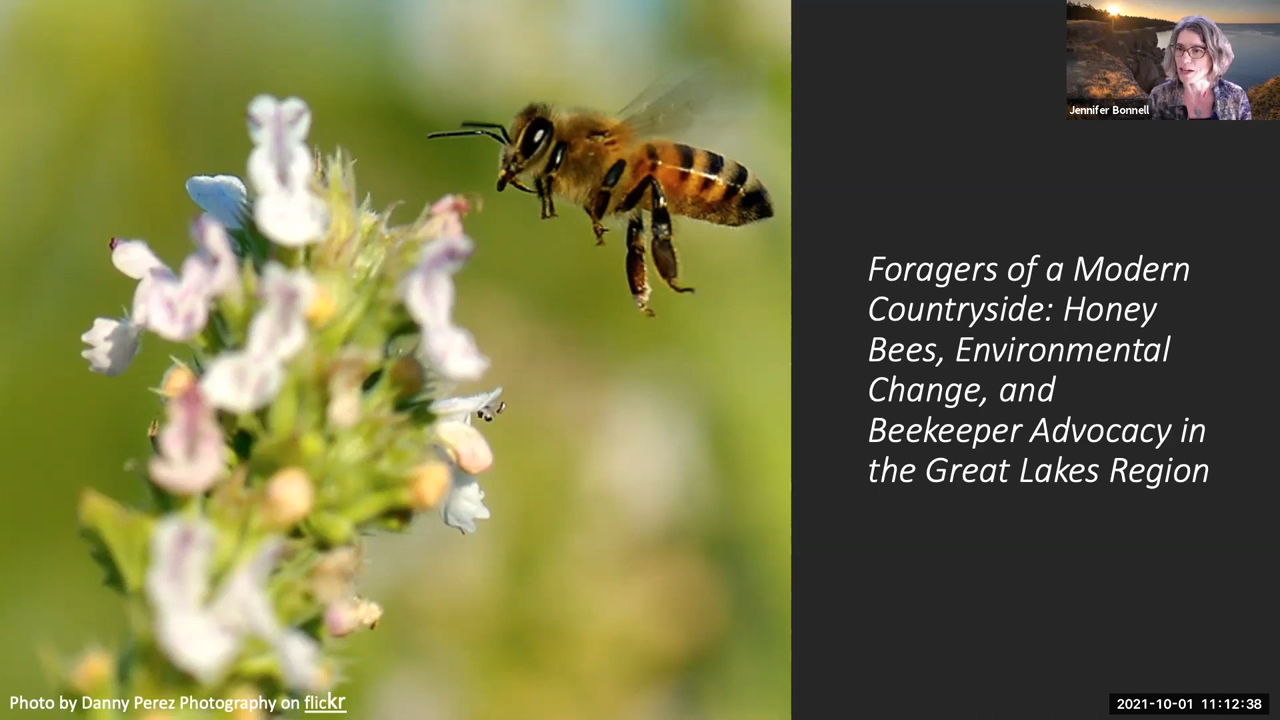 Jennifer Bonnell
Foragers of a Modern
Countryside: Honey
Bees, Environmental
Change, and
Beekeeper Advocacy in
the Great Lakes Region
Photo by Danny Perez Photography on flickr
2021-10-01 11:12:38